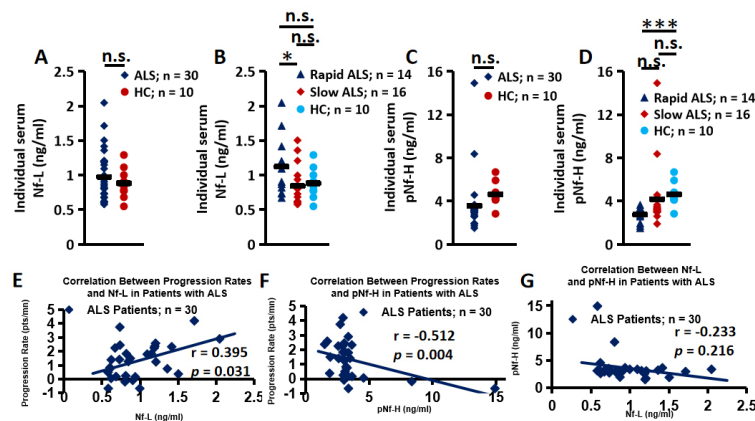 A
n.s.
ALS; n = 30
HC; n = 10
Individual serum
Nf-L (ng/ml)
2.5
2
1.5
1
0.5
0
B
n.s.
n.s.
*
Rapid ALS; n = 14
Slow ALS; n = 16
HC; n = 10
Individual serum
Nf-L (ng/ml)
2.5
2
1.5
1
0.5
0
C
n.s.
ALS; n = 30
HC; n = 10
Individual serum
pNf-H (ng/ml)
16
12
8
4
0
D
***
n.s.
n.s.
Rapid ALS; n = 14
Slow ALS; n = 16
HC; n = 10
Individual serum
pNf-H (ng/ml)
16
12
8
4
0
E
Correlation Between Progression Rates
and Nf-L in Patients with ALS
ALS Patients; n = 30
Progression Rate (pts/mn)
5
4
3
2
1
0
-1
r = 0.395
p = 0.031
0
0.5
1
1.5
2
2.5
Nf-L (ng/ml)
F
Correlation Between Progression Rates
and pNf-H in Patients with ALS
ALS Patients; n = 30
Progression Rate (pts/mn)
5
4
3
2
1
0
-1
r = -0.512
p = 0.004
0
5
10
15
pNf-H (ng/ml)
G
Correlation Between Nf-L
and pNf-H in Patients with ALS
ALS Patients; n = 30
pNf-H (ng/ml)
15
10
5
0
r = -0.233
p = 0.216
0
0.5
1.0
1.5
2.0
2.5
Nf-L (ng/ml)